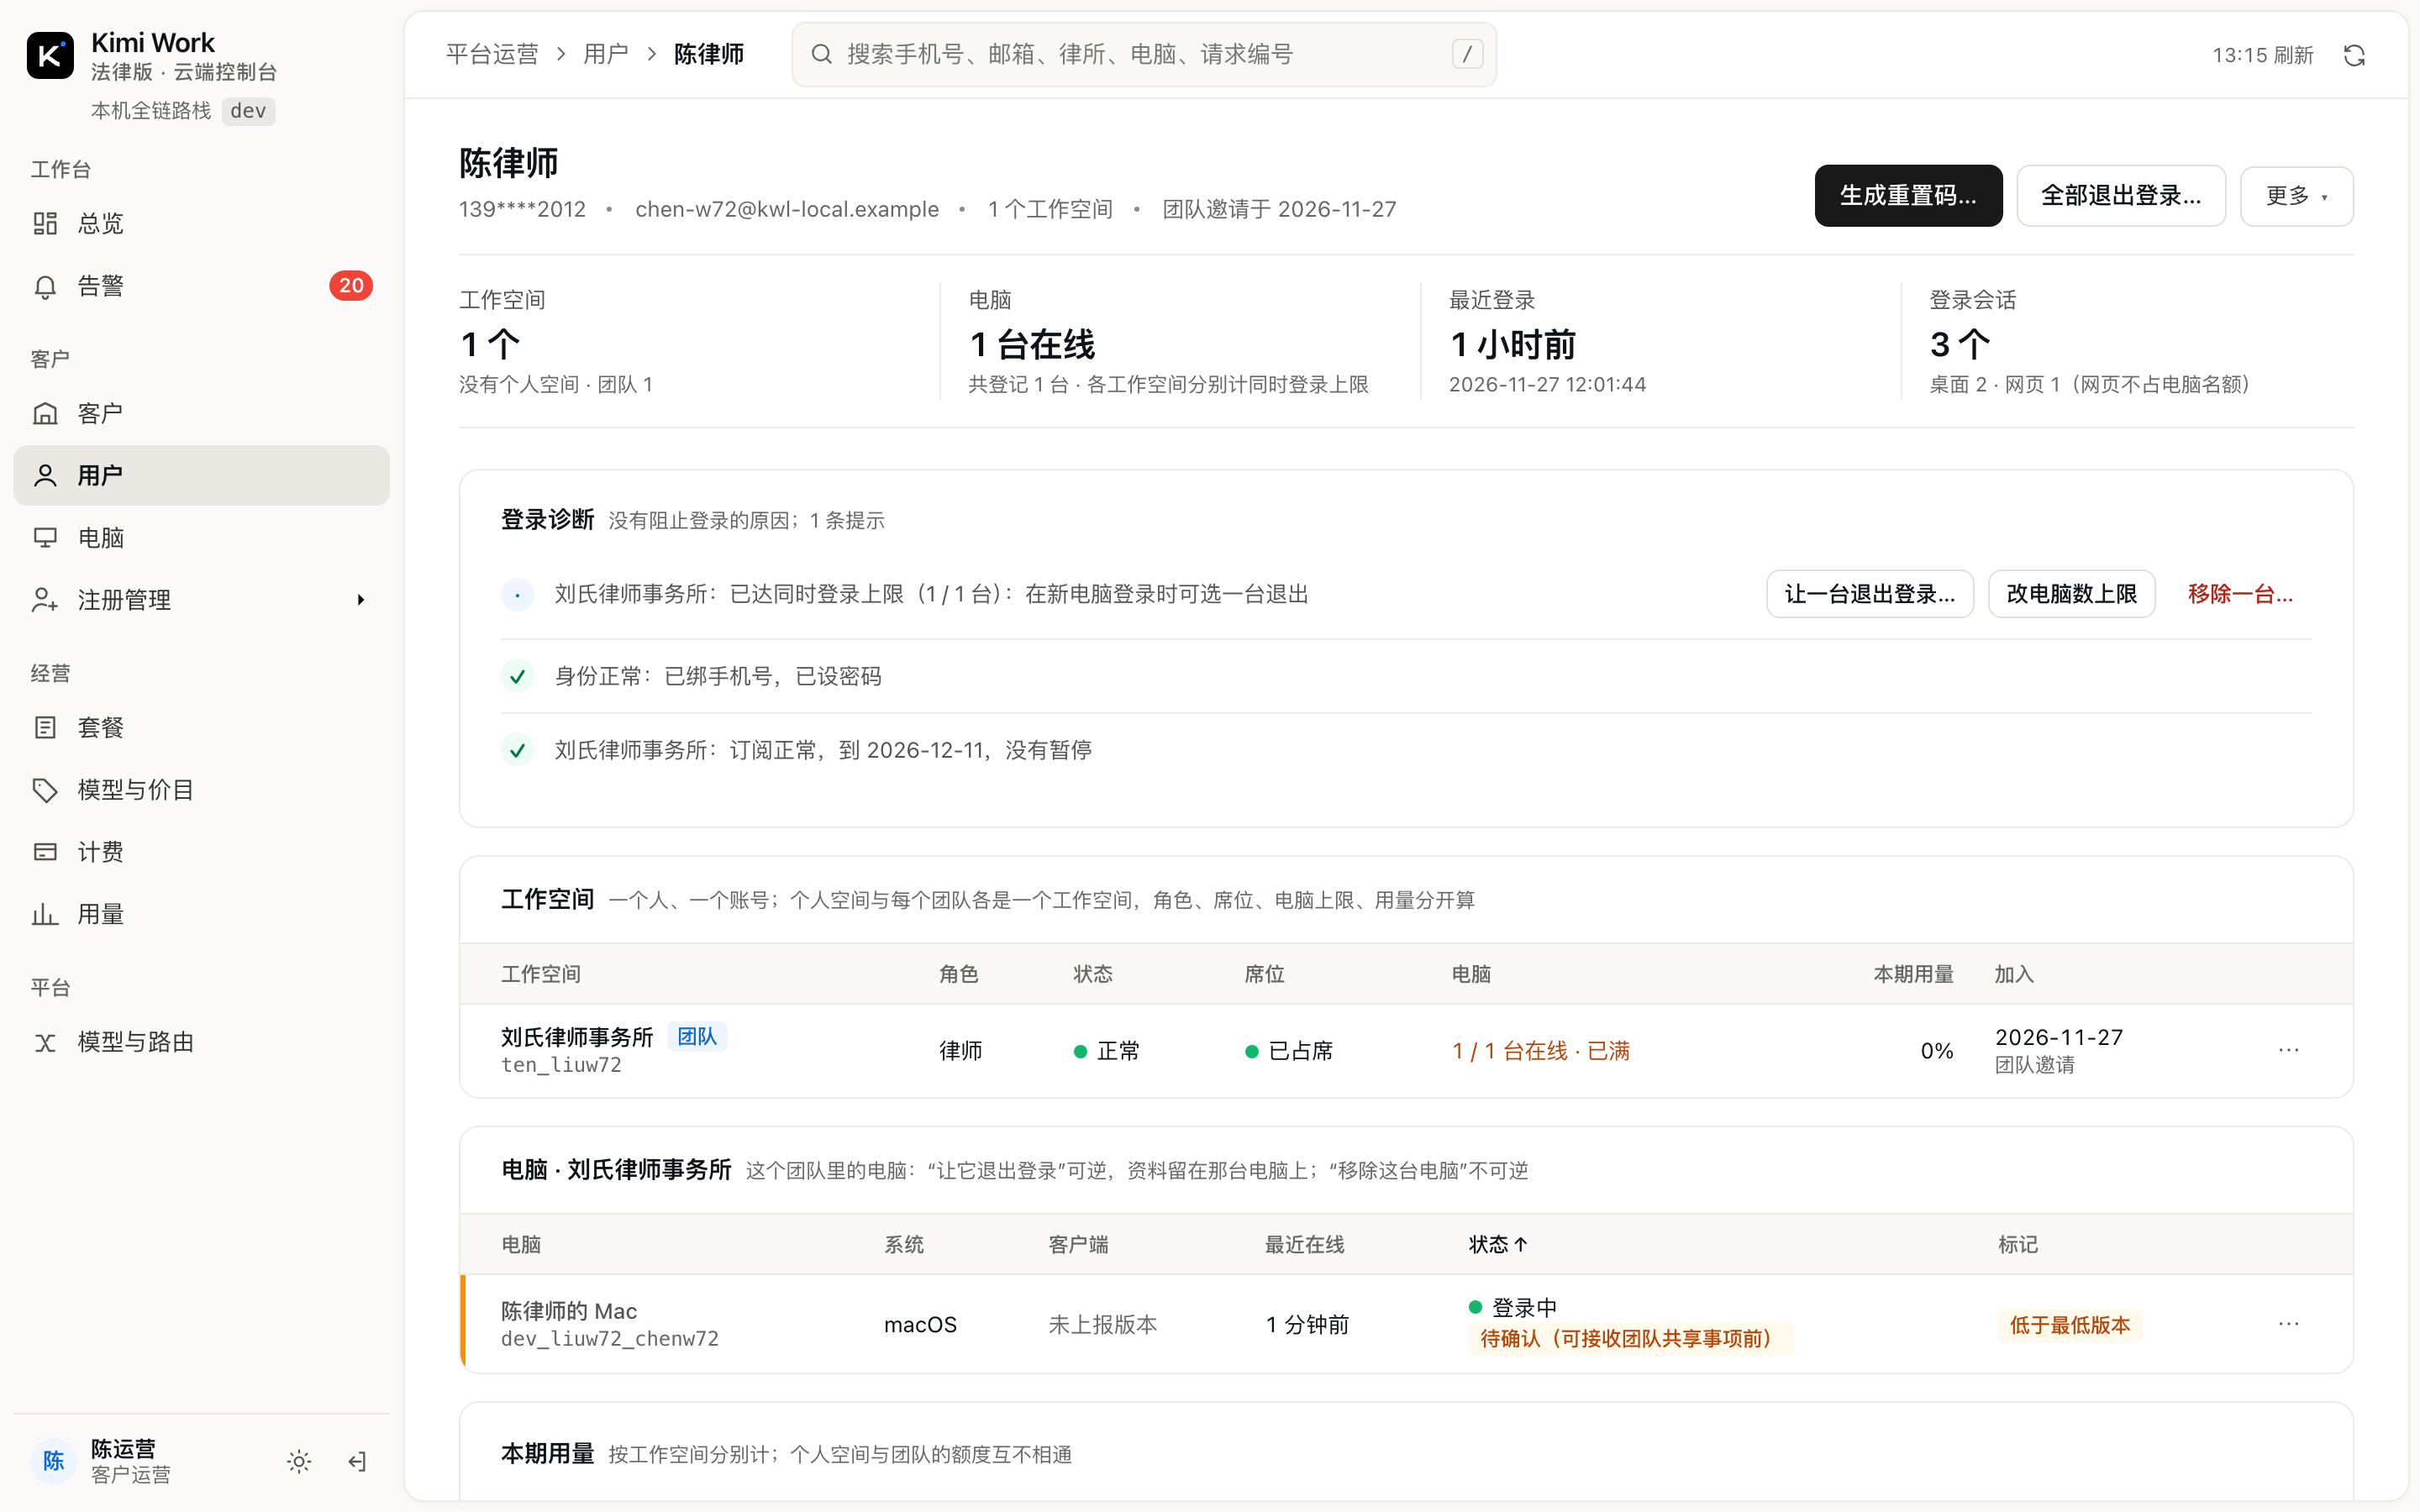 Kimi Work
法律版 · 云端控制台
本机全链路栈 dev
工作台
总览
告警 20
客户
客户
用户
电脑
注册管理
经营
套餐
模型与价目
计费
用量
平台
模型与路由
陈 陈运营
客户运营
平台运营 > 用户 > 陈律师
搜索手机号、邮箱、律所、电脑、请求编号 /
13:15 刷新
陈律师
139****2012 • chen-w72@kwl-local.example • 1 个工作空间 • 团队邀请于 2026-11-27
生成重置码... 全部退出登录... 更多
工作空间
1 个
没有个人空间 · 团队 1
电脑
1 台在线
共登记 1 台 · 各工作空间分别计同时登录上限
最近登录
1 小时前
2026-11-27 12:01:44
登录会话
3 个
桌面 2 · 网页 1（网页不占电脑名额）
登录诊断 没有阻止登录的原因；1 条提示
刘氏律师事务所：已达同时登录上限（1 / 1 台）：在新电脑登录时可选一台退出 让一台退出登录... 改电脑数上限 移除一台...
身份正常：已绑手机号，已设密码
刘氏律师事务所：订阅正常，到 2026-12-11，没有暂停
工作空间 一个人、一个账号；个人空间与每个团队各是一个工作空间，角色、席位、电脑上限、用量分开算
工作空间 角色 状态 席位 电脑 本期用量 加入
刘氏律师事务所 团队 律师 正常 已占席 1 / 1 台在线 · 已满 0% 2026-11-27 ...
ten_liuw72 团队邀请
电脑 · 刘氏律师事务所 这个团队里的电脑：“让它退出登录”可逆，资料留在那台电脑上；“移除这台电脑”不可逆
电脑 系统 客户端 最近在线 状态 ↑ 标记
陈律师的 Mac macOS 未上报版本 1 分钟前 登录中 低于最低版本 ...
dev_liuw72_chenw72 待确认（可接收团队共享事项前）
本期用量 按工作空间分别计；个人空间与团队的额度互不相通